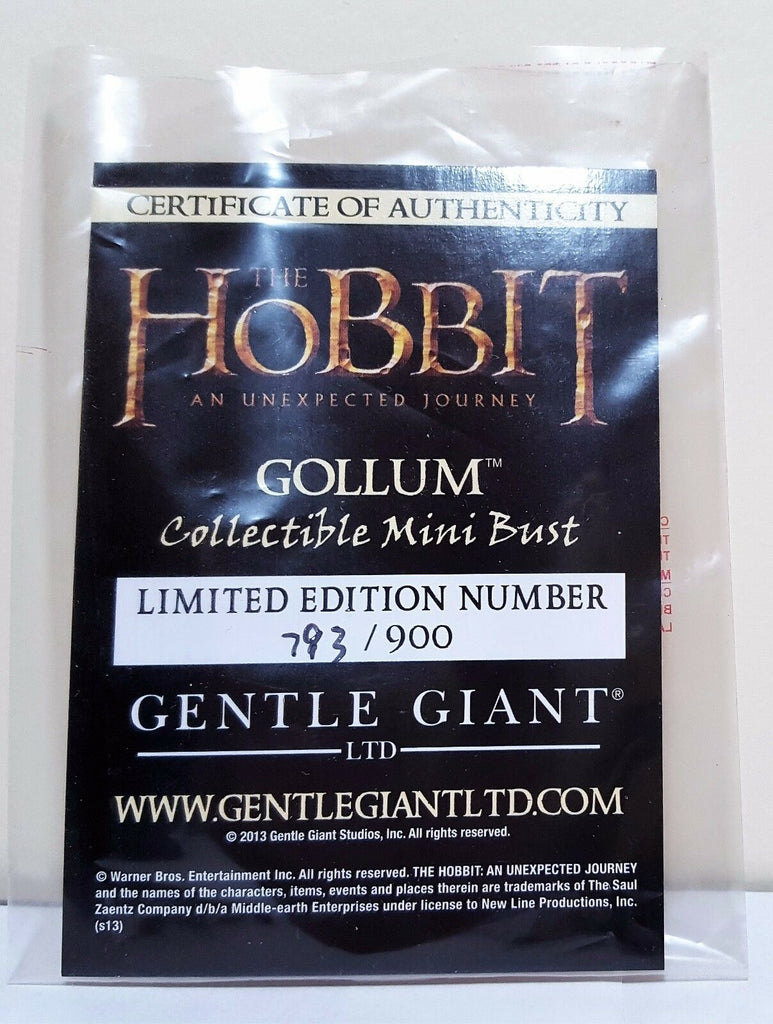 CERTIFICATE OF AUTHENTICITY
THE
HOBBIT
AN UNEXPECTED JOURNEY
GOLLUM™
Collectible Mini Bust
LIMITED EDITION NUMBER
793 / 900
GENTLE GIANT®
LTD
WWW.GENTLEGIANTLTD.COM
© 2013 Gentle Giant Studios, Inc. All rights reserved.
© Warner Bros. Entertainment Inc. All rights reserved. THE HOBBIT: AN UNEXPECTED JOURNEY
and the names of the characters, items, events and places therein are trademarks of The Saul
Zaentz Company d/b/a Middle-earth Enterprises under license to New Line Productions, Inc.
(s13)